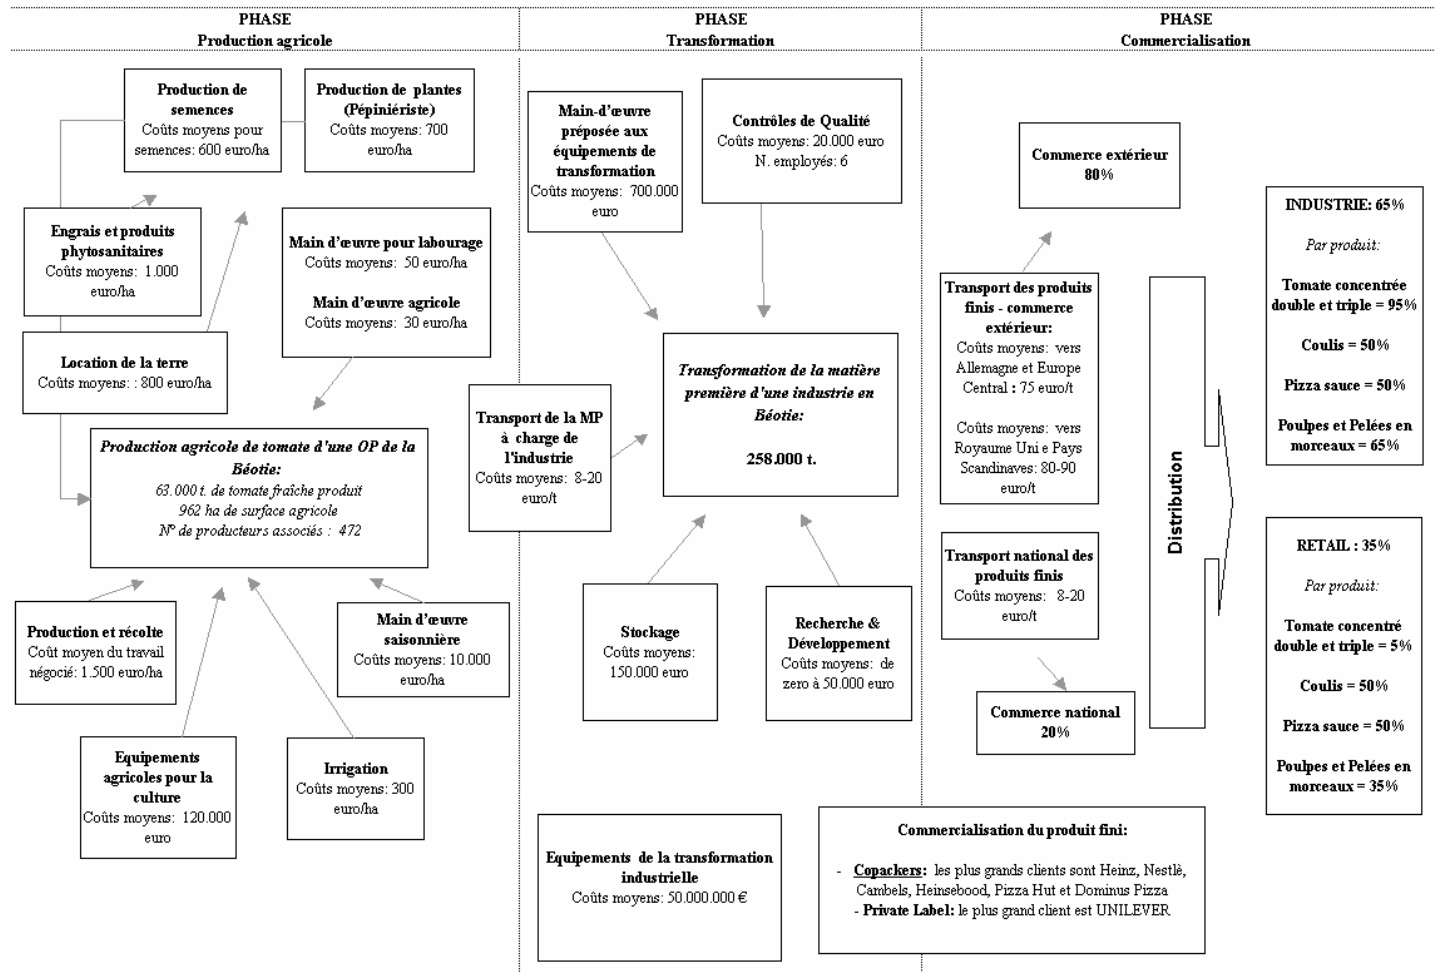 PHASE
Production agricole
PHASE
Transformation
PHASE
Commercialisation
Production de
semences
Coûts moyens pour
semences: 600 euro/ha
Production de plantes
(Pépiniériste)
Coûts moyens: 700
euro/ha
Engrais et produits
phytosanitaires
Coûts moyens: 1.000
euro/ha
Main d'œuvre pour labourage
Coûts moyens: 50 euro/ha
Main d'œuvre agricole
Coûts moyens: 30 euro/ha
Location de la terre
Coûts moyens: : 800 euro/ha
Production agricole de tomate d'une OP de la
Béotie:
63.000 t. de tomate fraîche produit
962 ha de surface agricole
N° de producteurs associés : 472
Production et récolte
Coût moyen du travail
négocié: 1.500 euro/ha
Main d'œuvre
saisonnière
Coûts moyens: 10.000
euro/ha
Equipements
agricoles pour la
culture
Coûts moyens: 120.000
euro
Irrigation
Coûts moyens: 300
euro/ha
Main-d'œuvre
préposée aux
équipements de
transformation
Coûts moyens: 700.000
euro
Contrôles de Qualité
Coûts moyens: 20.000 euro
N. employés: 6
Transport de la MP
à charge de
l'industrie
Coûts moyens: 8-20
euro/t
Transformation de la matière
première d'une industrie en
Béotie:
258.000 t.
Stockage
Coûts moyens:
150.000 euro
Recherche &
Développement
Coûts moyens: de
zero à 50.000 euro
Equipements de la transformation
industrielle
Coûts moyens: 50.000.000 €
Commerce extérieur
80%
Transport des produits
finis - commerce
extérieur:
Coûts moyens: vers
Allemagne et Europe
Central : 75 euro/t
Coûts moyens: vers
Royaume Uni e Pays
Scandinaves: 80-90
euro/t
Transport national des
produits finis
Coûts moyens: 8-20
euro/t
Commerce national
20%
Distribution
INDUSTRIE: 65%
Par produit:
Tomate concentrée
double et triple = 95%
Coulis = 50%
Pizza sauce = 50%
Poulpes et Pelées en
morceaux = 65%
RETAIL : 35%
Par produit:
Tomate concentré
double et triple = 5%
Coulis = 50%
Pizza sauce = 50%
Poulpes et Pelées en
morceaux = 35%
Commercialisation du produit fini:
- Copackers: les plus grands clients sont Heinz, Nestlè,
Cambels, Heinsebood, Pizza Hut et Dominus Pizza
- Private Label: le plus grand client est UNILEVER